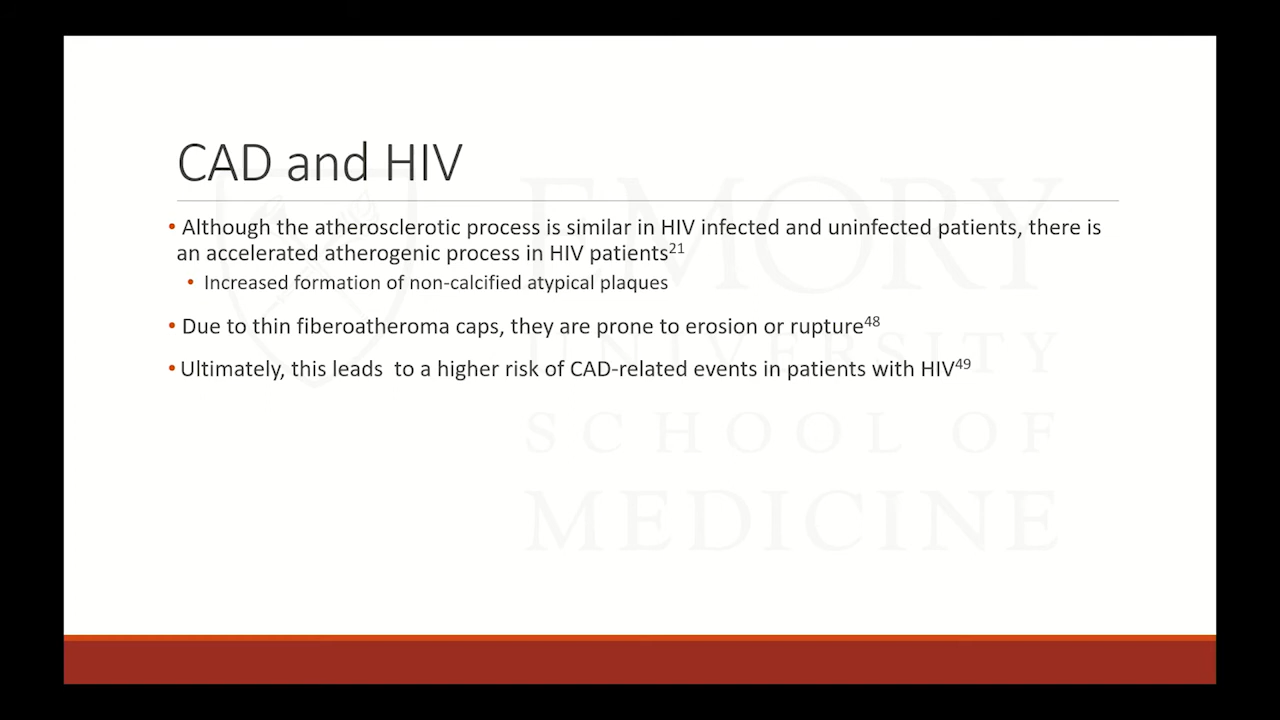 CAD and HIV
• Although the atherosclerotic process is similar in HIV infected and uninfected patients, there is
an accelerated atherogenic process in HIV patients21
• Increased formation of non-calcified atypical plaques
• Due to thin fiberoatheroma caps, they are prone to erosion or rupture48
• Ultimately, this leads  to a higher risk of CAD-related events in patients with HIV49
EMORY
UNIVERSITY
SCHOOL OF
MEDICINE